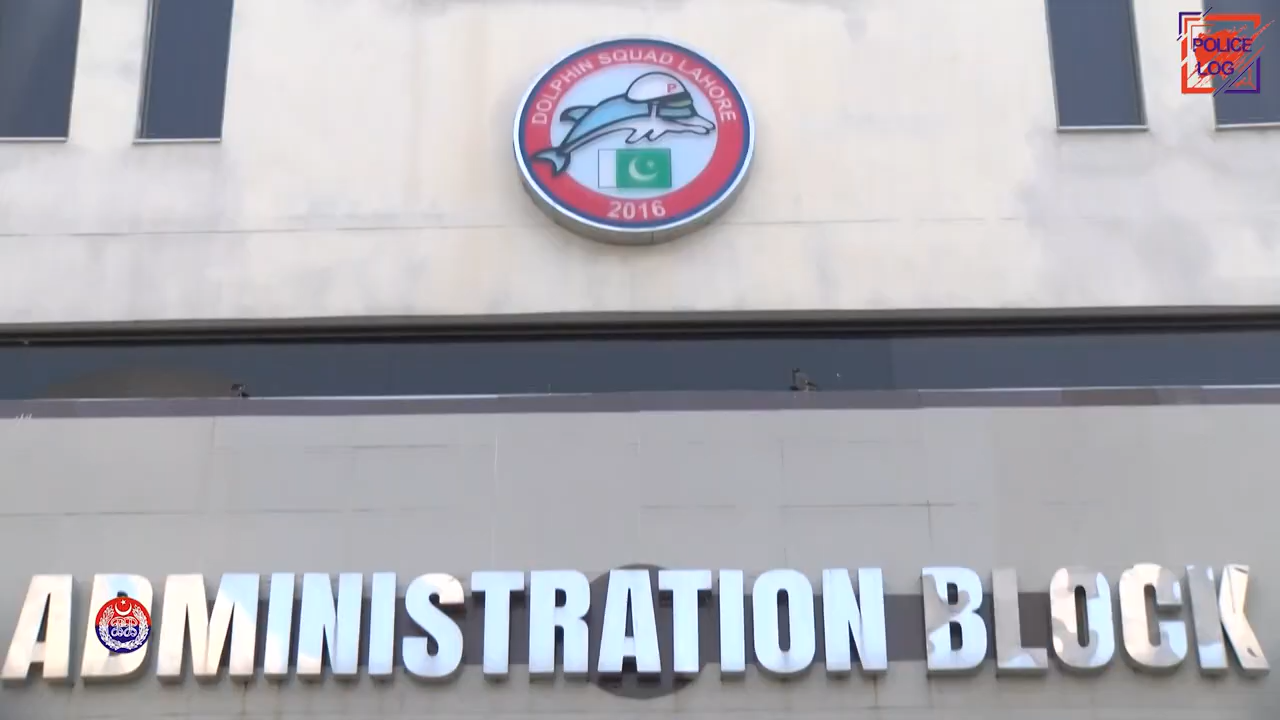 POLICE
LOG
DOLPHIN SQUAD LAHORE
P
2016
ADMINISTRATION BLOCK